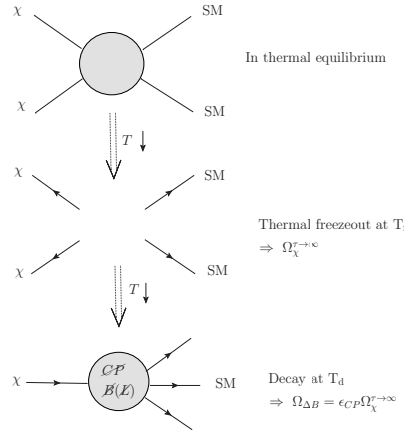 χ SM
In thermal equilibrium
χ SM
T ↓
χ SM
Thermal freezeout at T
⇒ Ω_χ^{τ→∞}
χ SM
T ↓
Decay at T_d
C̸P̸
χ SM
B̸(L̸)
⇒ Ω_{ΔB} = ϵ_{CP}Ω_χ^{τ→∞}